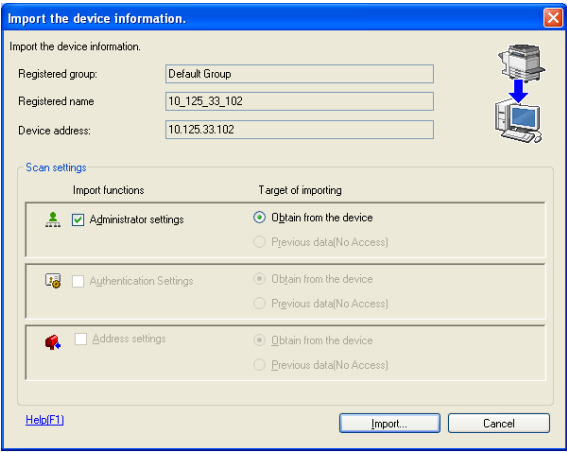 Import the device information.
Import the device information.
Registered group: Default Group
Registered name 10_125_33_102
Device address: 10.125.33.102
Scan settings
Import functions Target of importing
Administrator settings Obtain from the device
Previous data(No Access)
Authentication Settings Obtain from the device
Previous data(No Access)
Address settings Obtain from the device
Previous data(No Access)
Help(F1) Import... Cancel